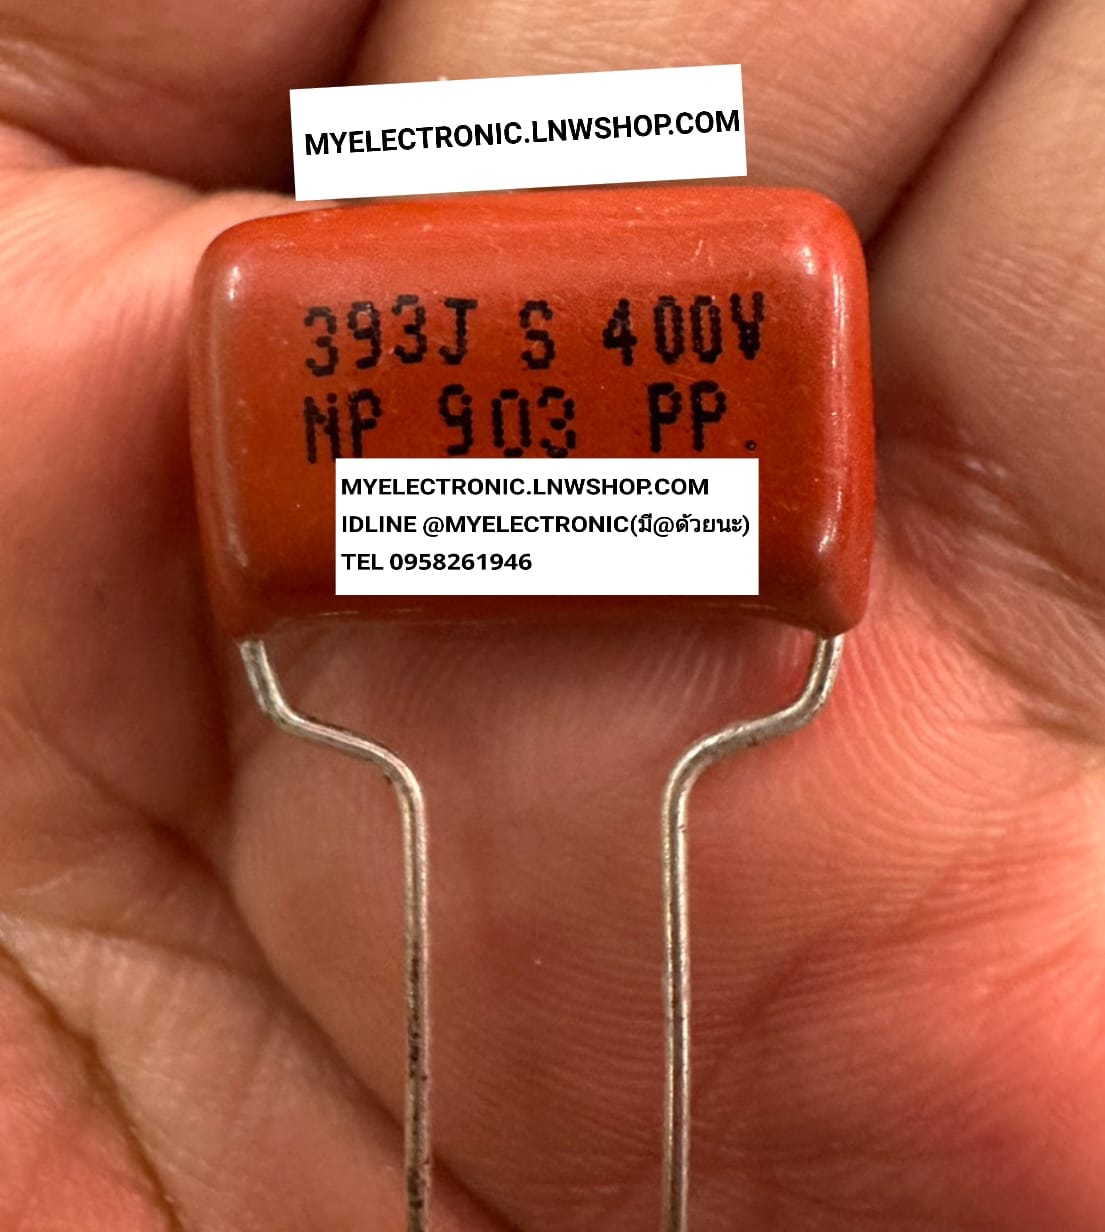 MYELECTRONIC.LNWSHOP.COM
393J S 400V
MP 903 PP.
MYELECTRONIC.LNWSHOP.COM
IDLINE @MYELECTRONIC(มี@ด้วยนะ)
TEL 0958261946